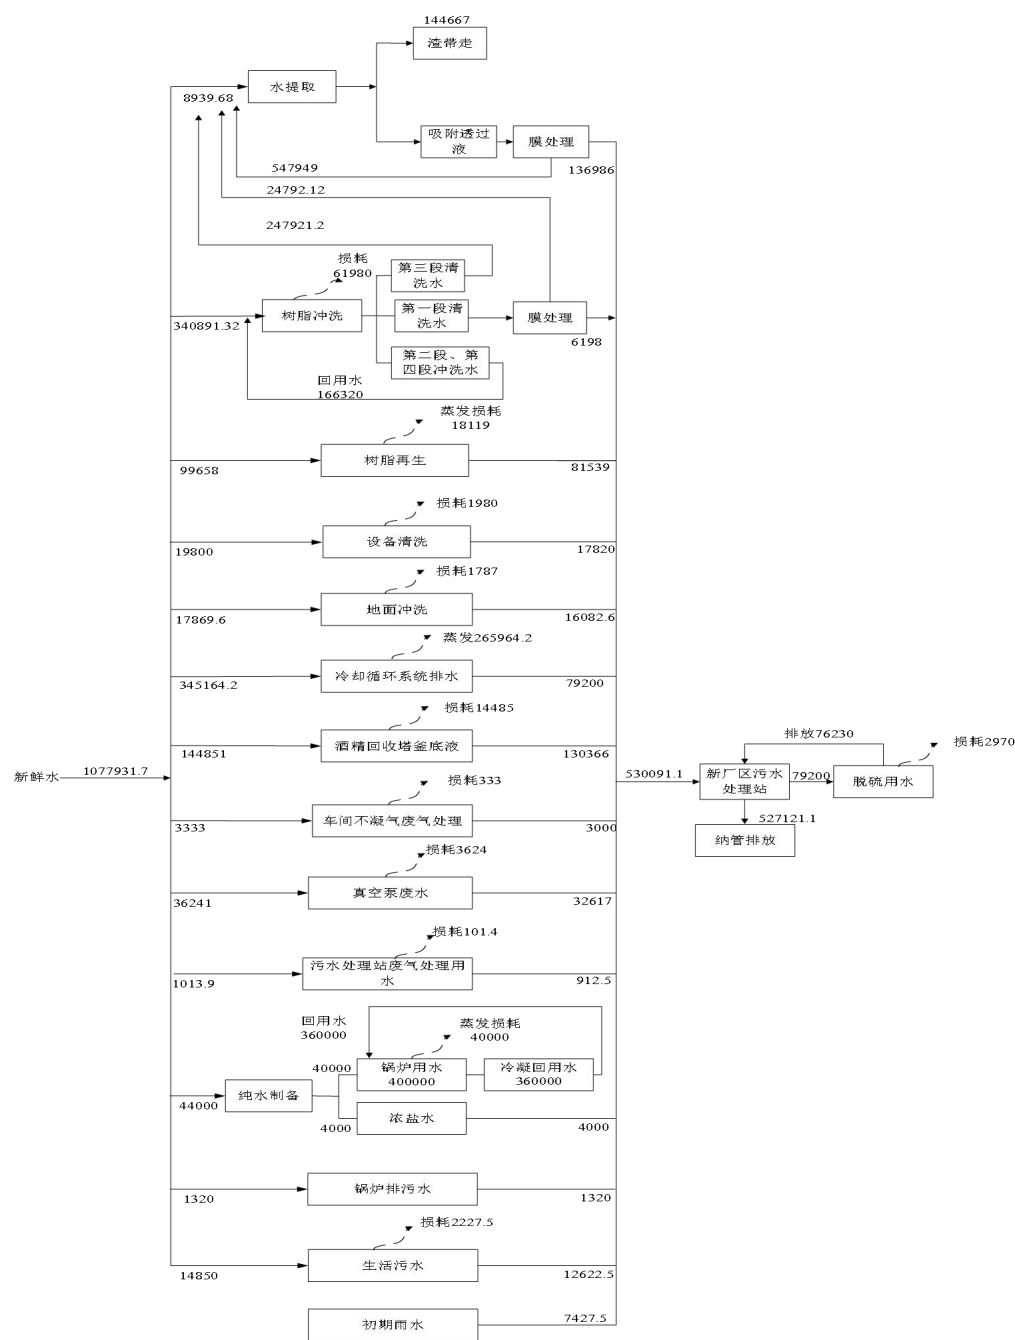 144667
渣带走
水提取
8939.68
吸附透过
液
膜处理
547949
136986
24792.12
247921.2
损耗
61980
第三段清
洗水
树脂冲洗
第一段清
洗水
膜处理
340891.32
6198
第二段、第
四段冲洗水
回用水
166320
蒸发损耗
18119
树脂再生
99658
81539
损耗1980
设备清洗
19800
17820
损耗1787
地面冲洗
17869.6
16082.6
蒸发265964.2
冷却循环系统排水
345164.2
79200
损耗14485
酒精回收塔釜底液
144851
130366
新鲜水
1077931.7
530091.1
排放76230
损耗2970
新厂区污水
处理站
79200
脱硫用水
527121.1
纳管排放
损耗333
车间不凝气废气处理
3333
3000
损耗3624
真空泵废水
36241
32617
损耗101.4
污水处理站废气处理用
水
1013.9
912.5
回用水
360000
蒸发损耗
40000
40000
锅炉用水
400000
冷凝回用水
360000
纯水制备
44000
浓盐水
4000
4000
锅炉排污水
1320
1320
损耗2227.5
生活污水
14850
12622.5
初期雨水
7427.5